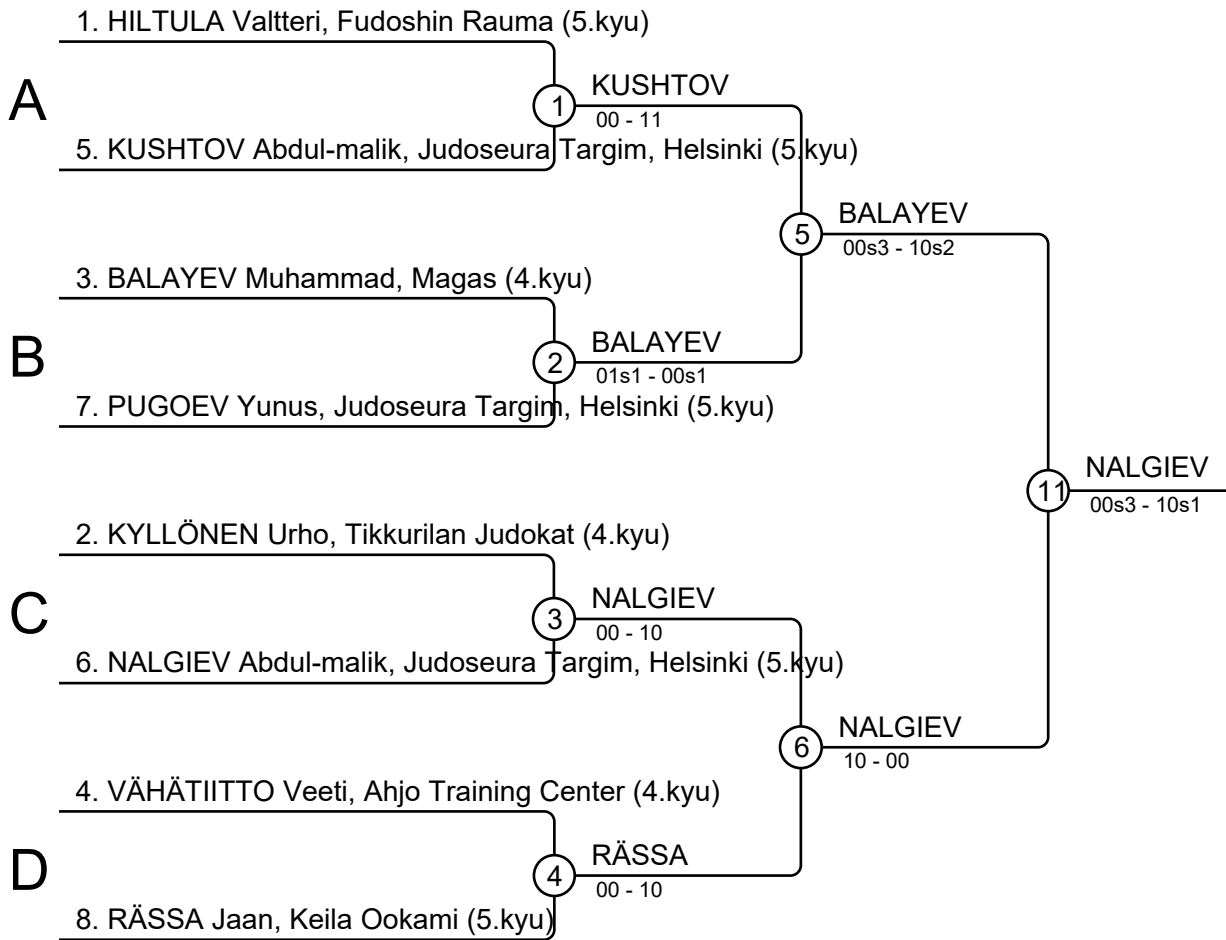 1. HILTULA Valtteri, Fudoshin Rauma (5.kyu)
A
1
KUSHTOV
00 - 11
5. KUSHTOV Abdul-malik, Judoseura Targim, Helsinki (5.kyu)
5
BALAYEV
00s3 - 10s2
3. BALAYEV Muhammad, Magas (4.kyu)
B
2
BALAYEV
01s1 - 00s1
7. PUGOEV Yunus, Judoseura Targim, Helsinki (5.kyu)
11
NALGIEV
00s3 - 10s1
2. KYLLÖNEN Urho, Tikkurilan Judokat (4.kyu)
C
3
NALGIEV
00 - 10
6. NALGIEV Abdul-malik, Judoseura Targim, Helsinki (5.kyu)
6
NALGIEV
10 - 00
4. VÄHÄTIITTO Veeti, Ahjo Training Center (4.kyu)
D
4
RÄSSA
00 - 10
8. RÄSSA Jaan, Keila Ookami (5.kyu)